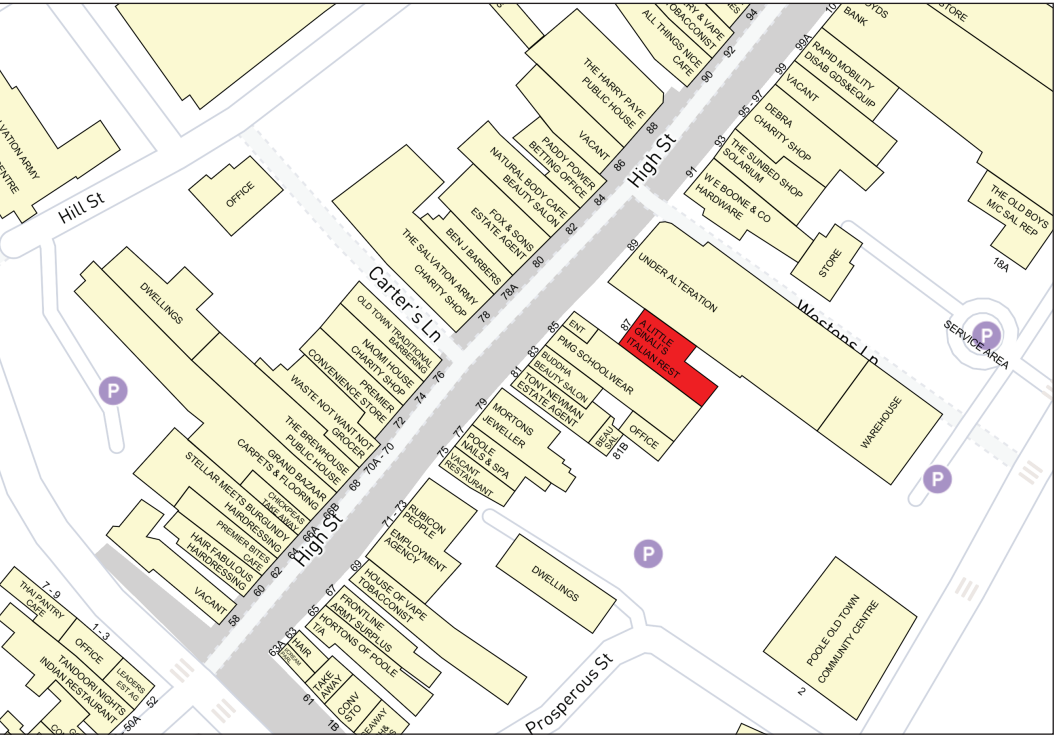 94
ALL THINGS NICE
CAFE
92
90
BANK
STORE
99A
RAPID MOBILITY
DISAB GDS&EQUIP
99
VACANT
95 - 97
DEBRA
CHARITY SHOP
93
THE SUNBED SHOP
SOLARIUM
91
W E BOONE & CO
HARDWARE
THE HARRY PAYE
PUBLIC HOUSE
88
VACANT
86
High St
PADDY POWER
BETTING OFFICE
84
NATURAL BODY CAFE
BEAUTY SALON
82
FOX & SONS
ESTATE AGENT
80
BEN J BARBERS
78A
THE SALVATION ARMY
CHARITY SHOP
78
THE OLD BOYS
M/C SAL REP
18A
STORE
SERVICE AREA
P
Westons Ln
WAREHOUSE
P
89
UNDER ALTERATION
87
A LITTLE
GINALI'S
ITALIAN REST
85
ENT
PMG SCHOOLWEAR
83
BUDDHA
BEAUTY SALON
81
TONY NEWMAN
ESTATE AGENT
BEAU
SAL
81B
OFFICE
79
MORTONS
JEWELLER
77
POOLE
NAILS & SPA
75
VACANT
RESTAURANT
Hill St
OFFICE
DWELLINGS
P
Carter's Ln
OLD TOWN TRADITIONAL
BARBERING
76
NAOMI HOUSE
CHARITY SHOP
74
PREMIER
CONVENIENCE STORE
72
WASTE NOT WANT NOT
GROCER
70A - 70
THE BREWHOUSE
PUBLIC HOUSE
68
GRAND BAZAAR
CARPETS & FLOORING
66B
CHICKPEAS
TAKE AWAY
66A
STELLAR MEETS BURGUNDY
HAIRDRESSING
64
High St
PREMIER BITES
CAFE
62
HAIR FABULOUS
HAIRDRESSING
60
VACANT
58
71 - 73
RUBICON
PEOPLE
EMPLOYMENT
AGENCY
69
HOUSE OF VAPE
TOBACCONIST
67
FRONTLINE
ARMY SURPLUS
65
T/A
HORTONS OF POOLE
63
63A
HAIR
TAKE
AWAY
61
CONV
STO
1B
DWELLINGS
P
Prosperous St
POOLE OLD TOWN
COMMUNITY CENTRE
2
7 - 9
THAI PANTRY
CAFE
1 - 3
OFFICE
LEADERS
EST AG
52
TANDOORI NIGHTS
INDIAN RESTAURANT
50A